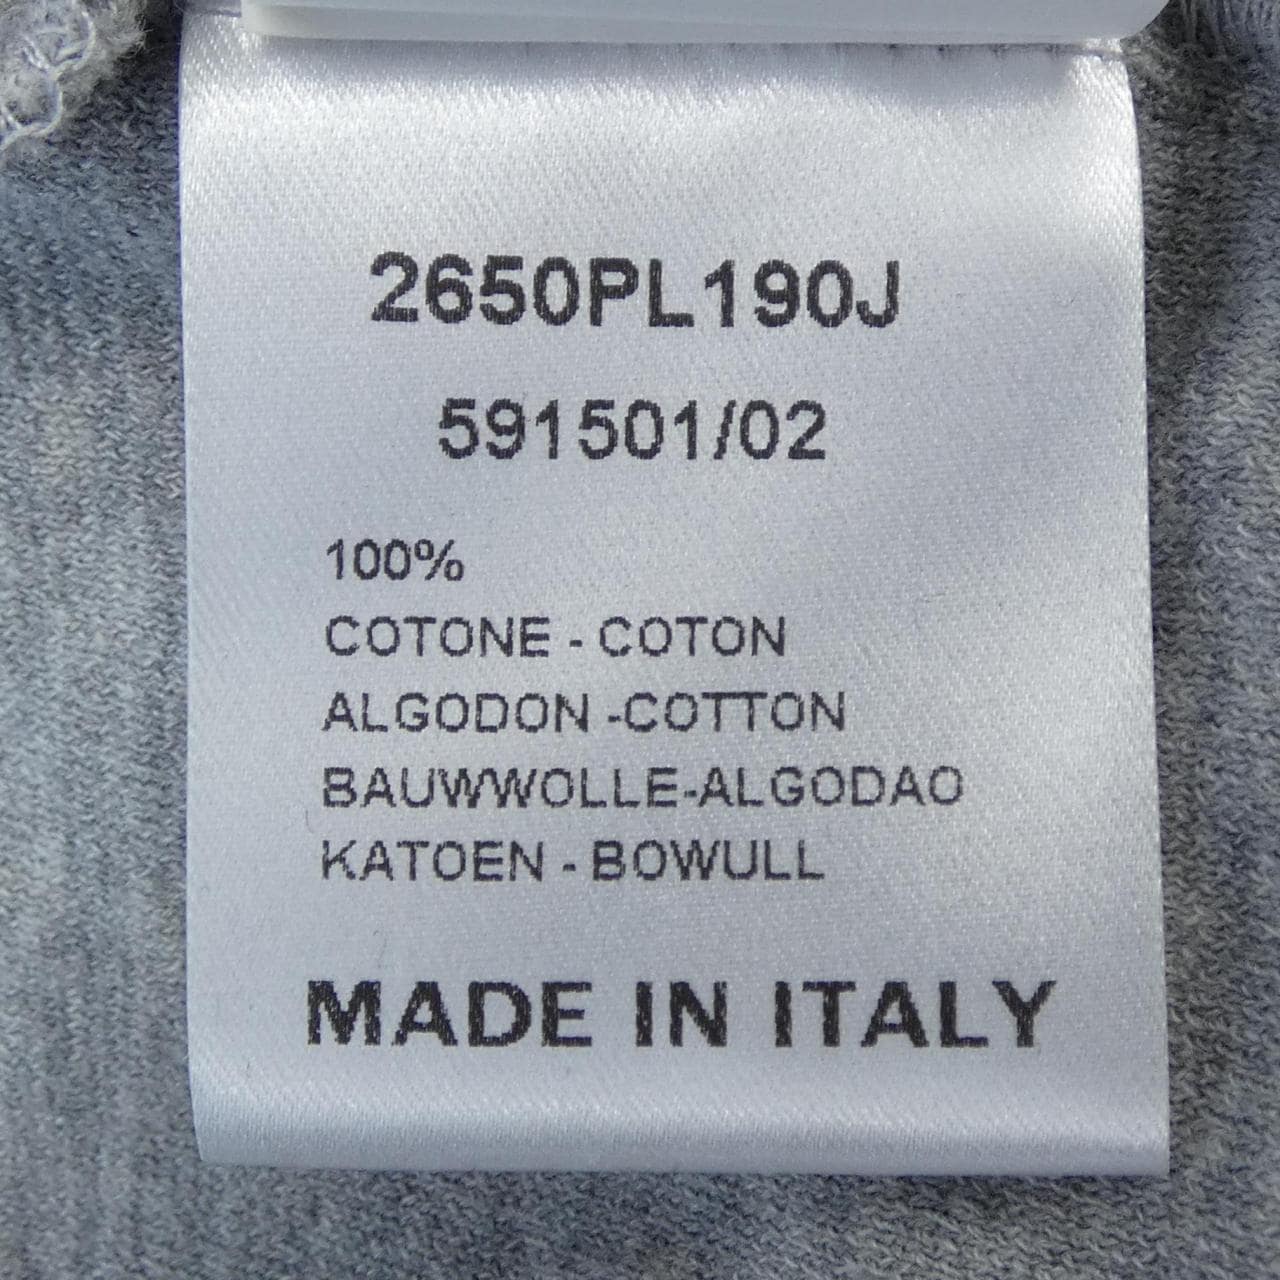 2650PL190J
591501/02
100%
COTONE - COTON
ALGODON -COTTON
BAUWWOLLE-ALGODAO
KATOEN - BOWULL
MADE IN ITALY